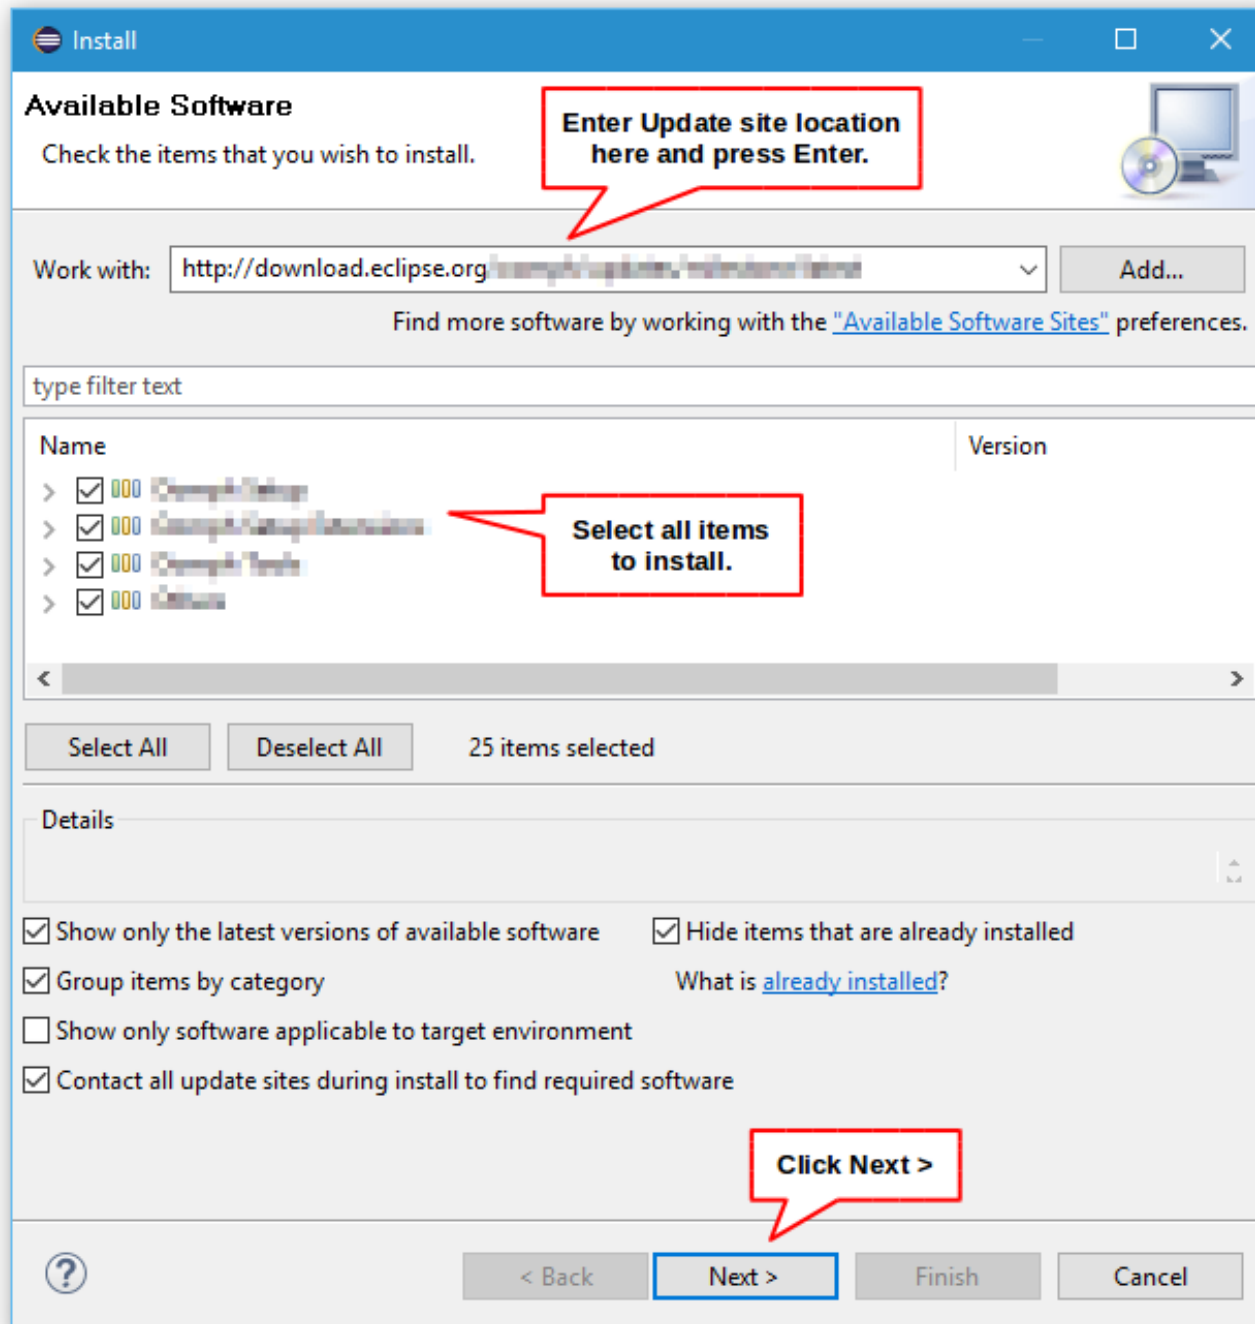 Install
Available Software
Check the items that you wish to install.
Enter Update site location
here and press Enter.
Work with:
http://download.eclipse.org
Add...
Find more software by working with the "Available Software Sites" preferences.
type filter text
Name
Version
Select all items
to install.
Select All
Deselect All
25 items selected
Details
Show only the latest versions of available software
Hide items that are already installed
Group items by category
What is already installed?
Show only software applicable to target environment
Contact all update sites during install to find required software
Click Next >
?
< Back
Next >
Finish
Cancel